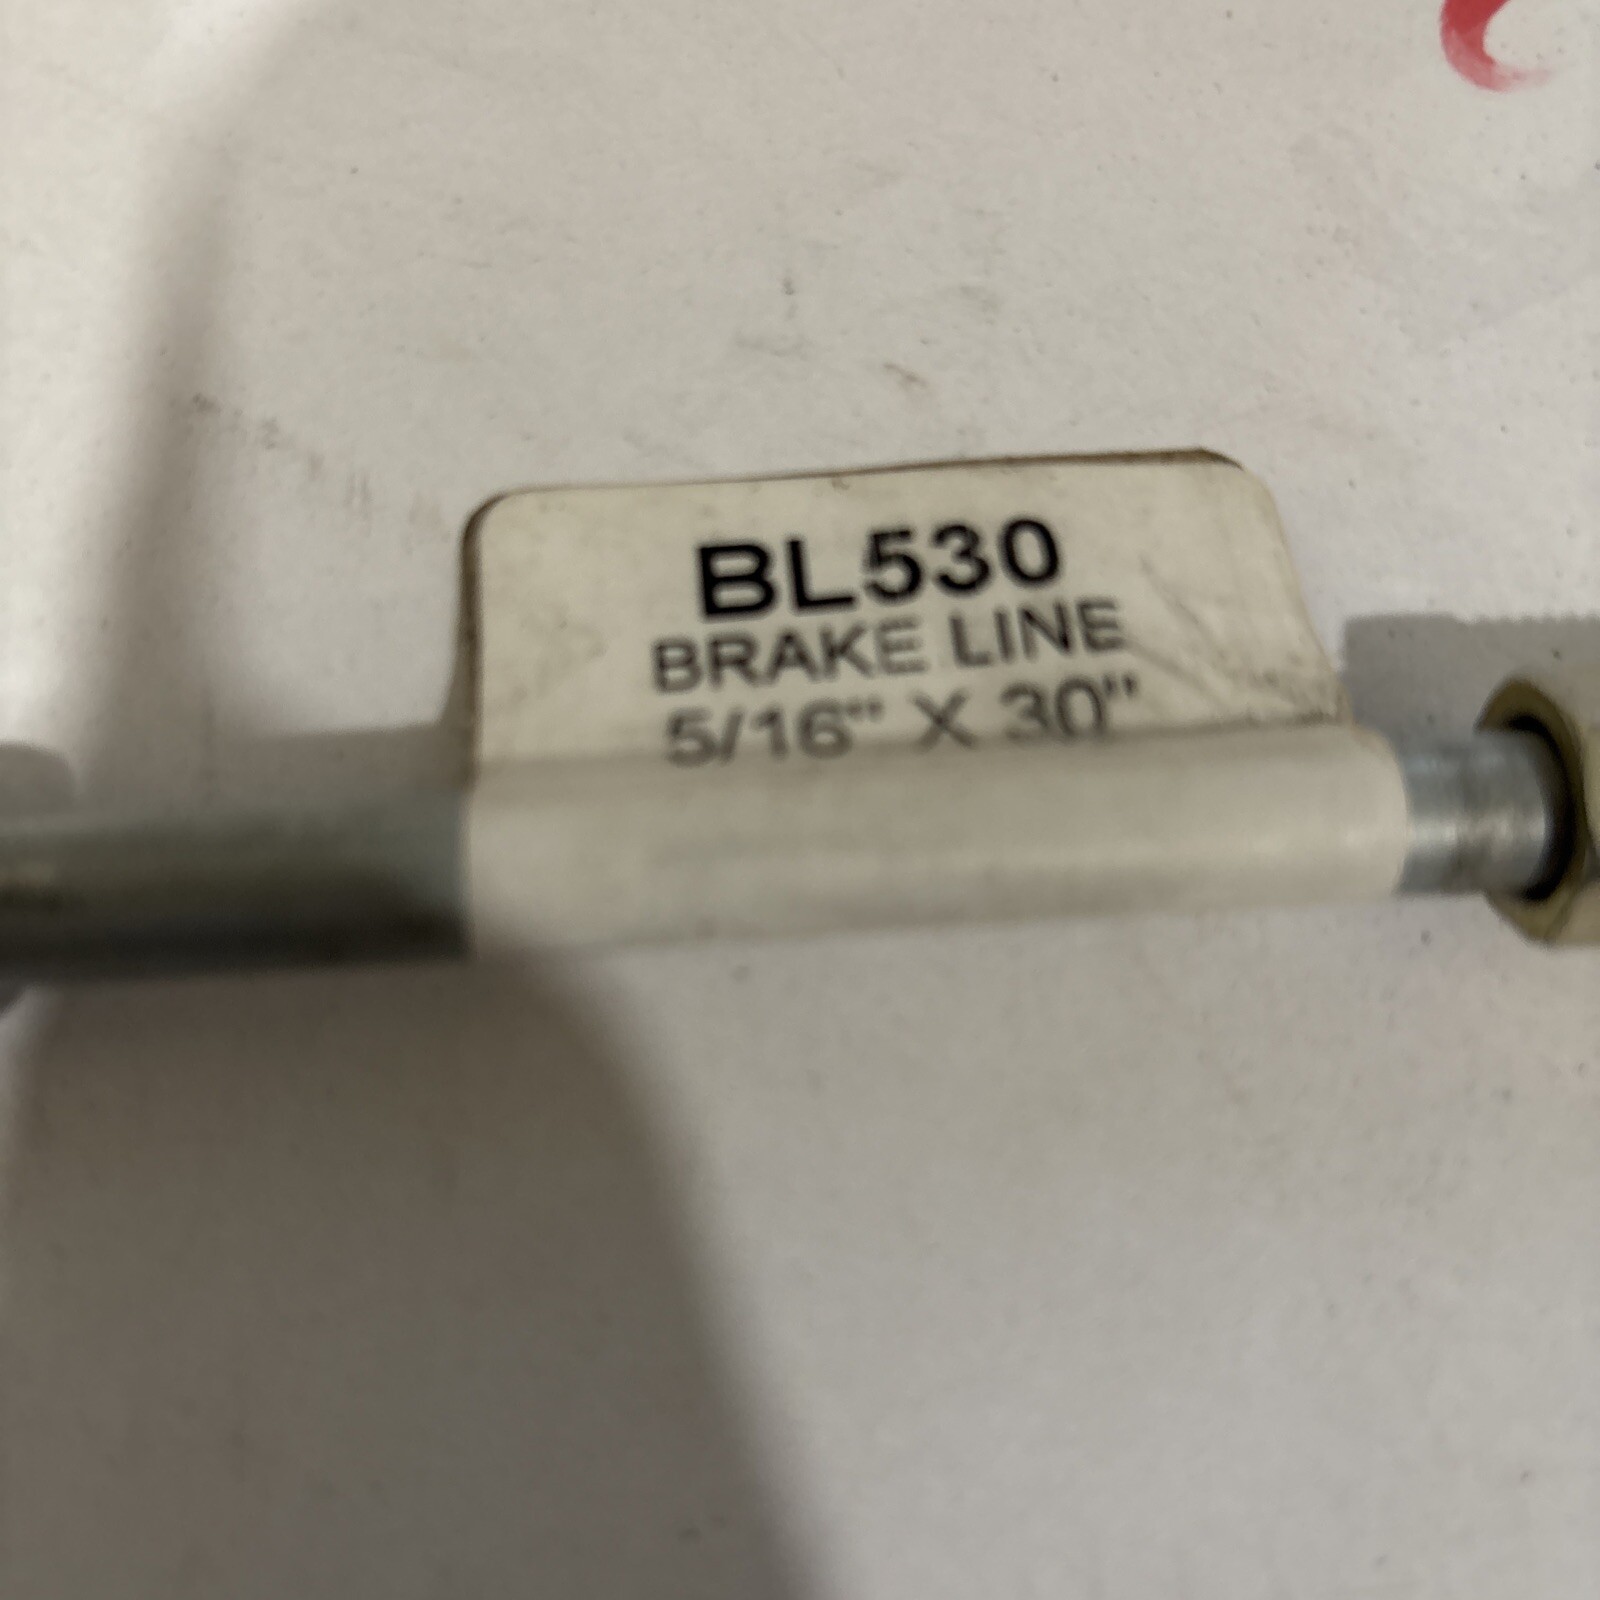 BL530
BRAKE LINE
5/16" X 30"